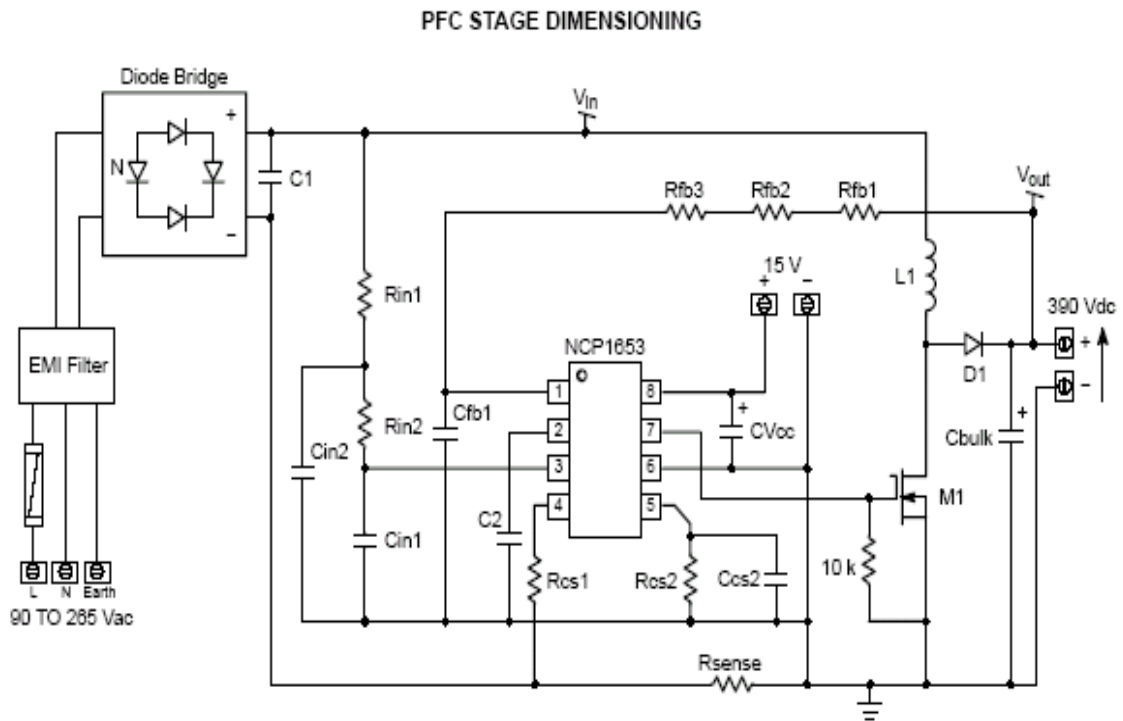 PFC STAGE DIMENSIONING
Diode Bridge
Vin
+
N
C1
−
Rfb3
Rfb2
Rfb1
Vout
15 V
+
−
L1
Rin1
390 Vdc
+
NCP1653
EMI Filter
D1
−
1
8
+
Cfb1
CVcc
Cbulk
+
Rin2
2
7
Cin2
3
6
M1
4
5
C2
Cin1
10 k
Rcs1
Rcs2
Ccs2
L
N
Earth
90 TO 265 Vac
Rsense